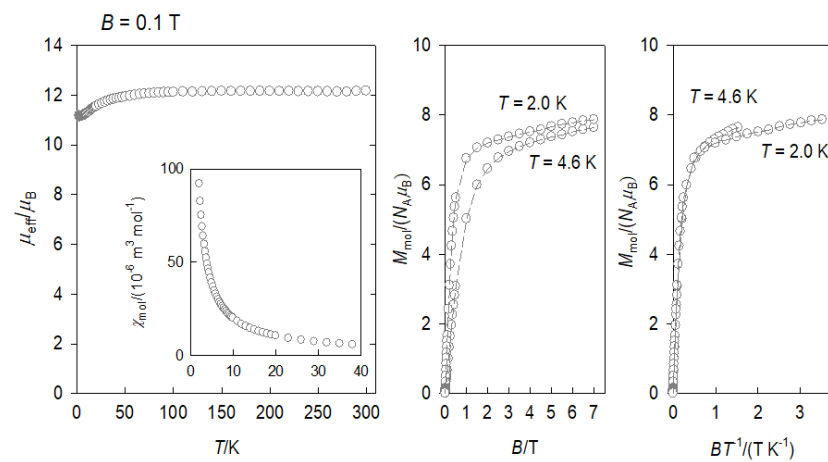 B = 0.1 T
μeff/μB
14
12
10
8
6
4
2
0
0 50 100 150 200 250 300
T/K
χmol/(10⁻⁶ m³ mol⁻¹)
100
50
0
0 10 20 30 40
Mmol/(NAμB)
10
8
6
4
2
0
T = 2.0 K
T = 4.6 K
0 1 2 3 4 5 6 7
B/T
Mmol/(NAμB)
10
8
6
4
2
0
T = 4.6 K
T = 2.0 K
0 1 2 3
BT⁻¹/(T K⁻¹)